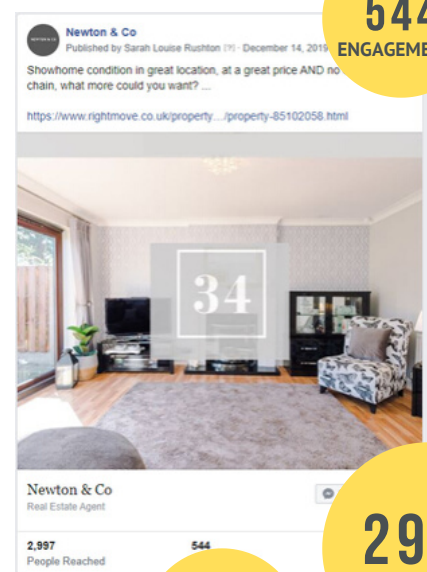 544
Newton & Co
Published by Sarah Louise Rushton [?] · December 14, 2019
Showhome condition in great location, at a great price AND no
chain, what more could you want? ...
https://www.rightmove.co.uk/property.../property-85102058.html
34
Newton & Co
Real Estate Agent
2,997
544
People Reached
29